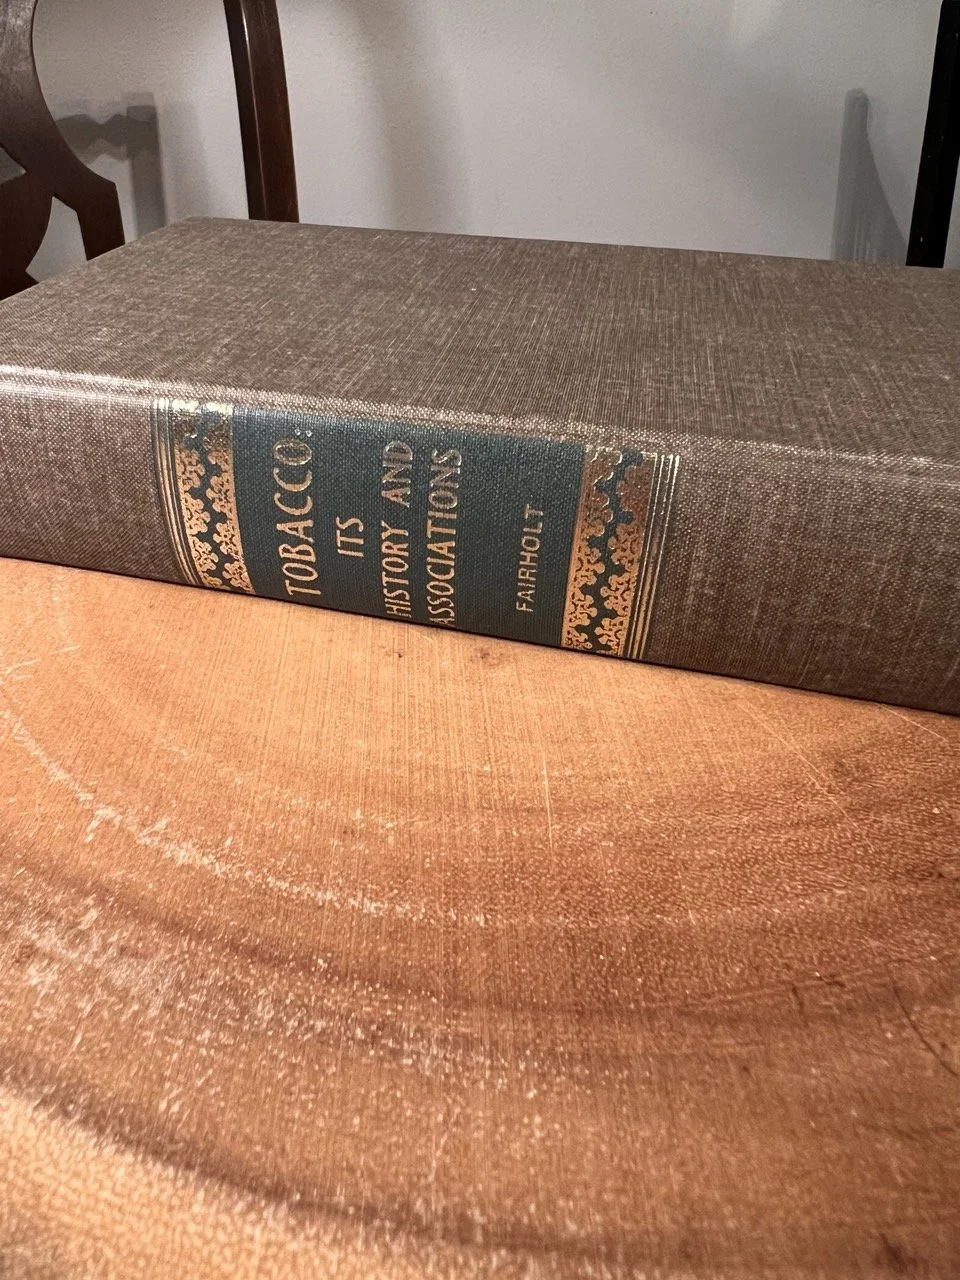 TOBACCO:
ITS
HISTORY AND
ASSOCIATIONS
FAIRHOLT